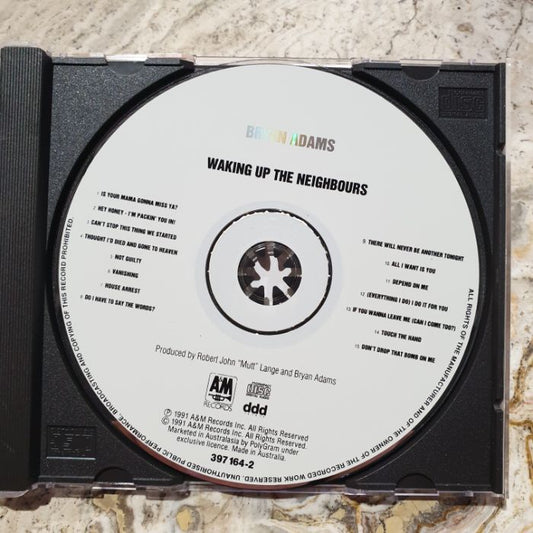 BRYAN ADAMS
WAKING UP THE NEIGHBOURS
1 IS YOUR MAMA GONNA MISS YA?
2 HEY HONEY - I'M PACKIN' YOU IN!
3 CAN'T STOP THIS THING WE STARTED
4 THOUGHT I'D DIED AND GONE TO HEAVEN
5 NOT GUILTY
6 VANISHING
7 HOUSE ARREST
8 DO I HAVE TO SAY THE WORDS?
9 THERE WILL NEVER BE ANOTHER TONIGHT
10 ALL I WANT IS YOU
11 DEPEND ON ME
12 (EVERYTHING I DO) I DO IT FOR YOU
13 IF YOU WANNA LEAVE ME (CAN I COME TOO?)
14 TOUCH THE HAND
15 DON'T DROP THAT BOMB ON ME
Produced by Robert John "Mutt" Lange and Bryan Adams
A&M
RECORDS
disc
ddd
℗ 1991 A&M Records Inc. All Rights Reserved
© 1991 A&M Records Inc. All Rights Reserved
Marketed in Australasia by PolyGram under
exclusive licence. Made in Australia.
397 164-2
ALL RIGHTS OF THE MANUFACTURER AND OF THE OWNER OF THE RECORDED WORK RESERVED. UNAUTHORISED PUBLIC PERFORMANCE, BROADCASTING AND COPYING OF THIS RECORD PROHIBITED.
disc